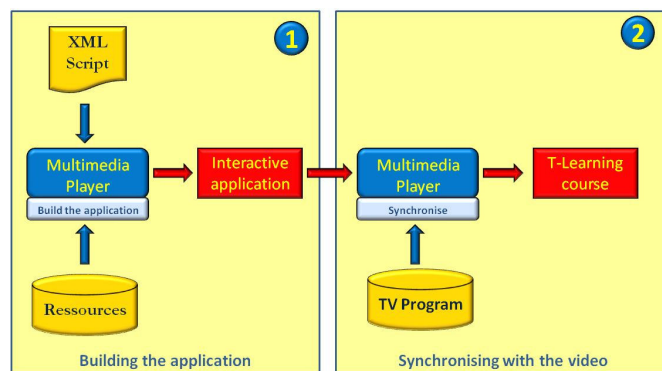 1
XML
Script
Multimedia
Player
Build the application
Interactive
application
Ressources
Building the application
2
Multimedia
Player
Synchronise
T-Learning
course
TV Program
Synchronising with the video